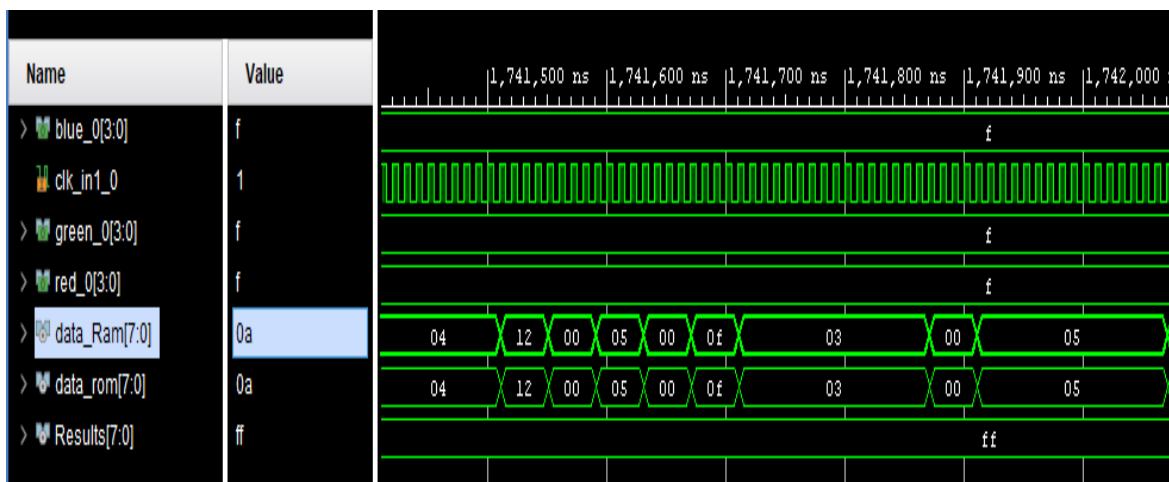 Name Value 1,741,500 ns 1,741,600 ns 1,741,700 ns 1,741,800 ns 1,741,900 ns 1,742,000
blue_0[3:0] f f
clk_in1_0 1
green_0[3:0] f f
red_0[3:0] f f
data_Ram[7:0] 0a 04 12 00 05 00 0f 03 00 05
data_rom[7:0] 0a 04 12 00 05 00 0f 03 00 05
Results[7:0] ff ff